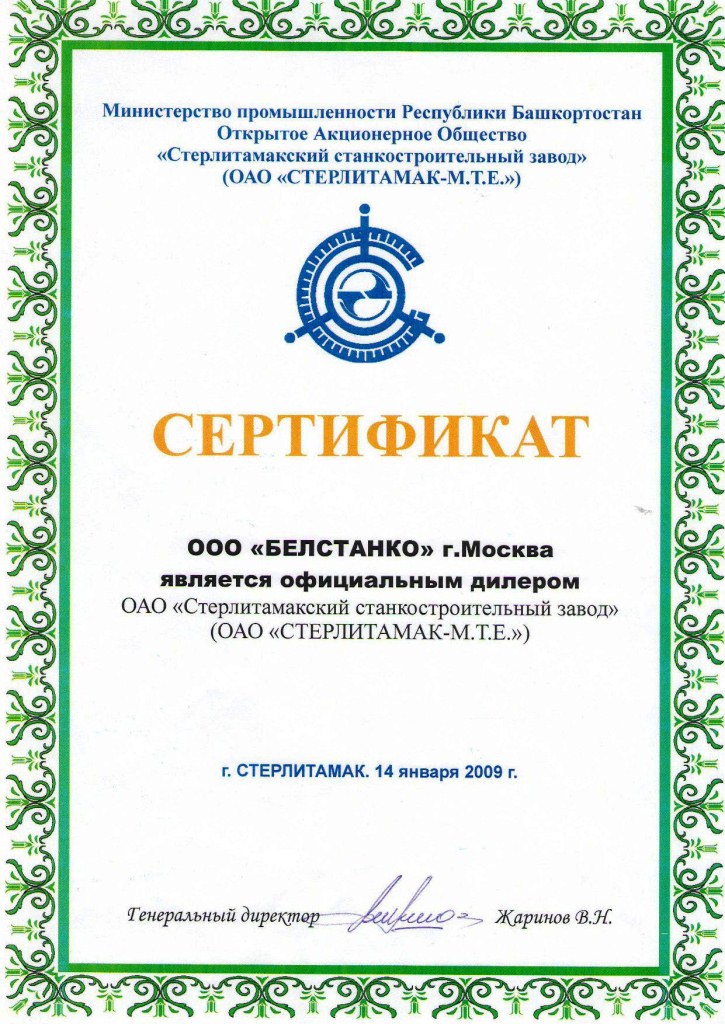 Министерство промышленности Республики Башкортостан
Открытое Акционерное Общество
«Стерлитамакский станкостроительный завод»
(ОАО «СТЕРЛИТАМАК-М.Т.Е.»)
СЕРТИФИКАТ
ООО «БЕЛСТАНКО» г.Москва
является официальным дилером
ОАО «Стерлитамакский станкостроительный завод»
(ОАО «СТЕРЛИТАМАК-М.Т.Е.»)
г. СТЕРЛИТАМАК. 14 января 2009 г.
Генеральный директор Жаринов В.Н.